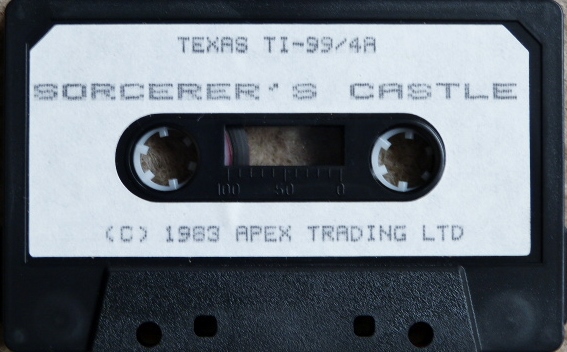 TEXAS TI-99/4A
SORCERER'S CASTLE
100 50 0
(C) 1983 APEX TRADING LTD